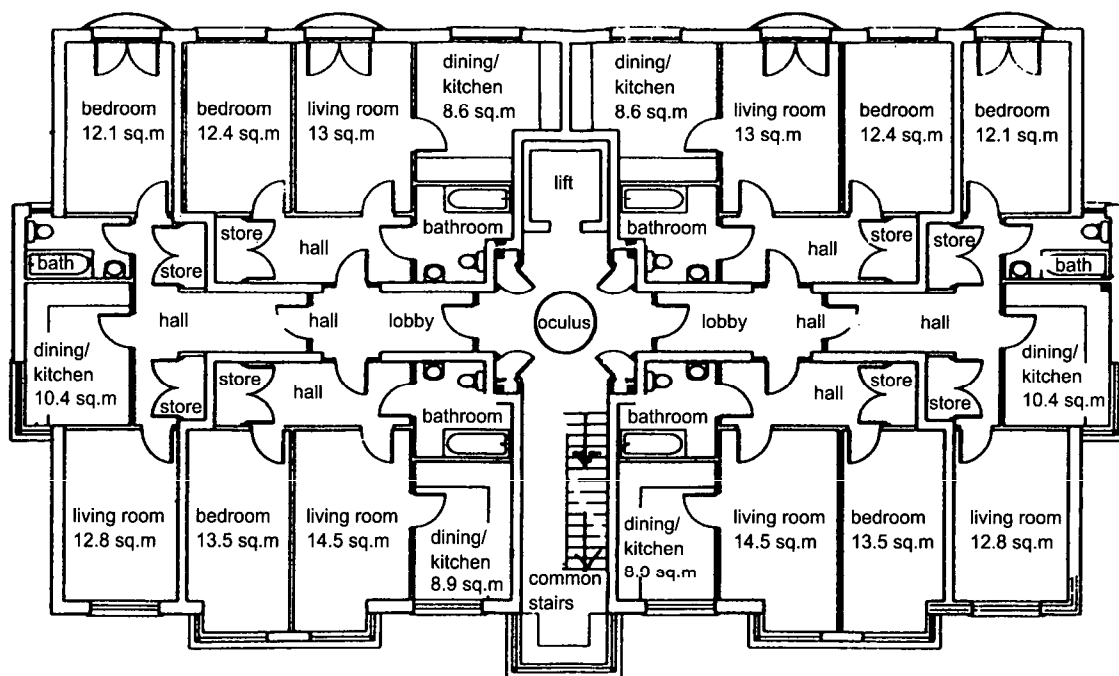 dining/
kitchen
8.6 sq.m
dining/
kitchen
8.6 sq.m
bedroom
12.1 sq.m
bedroom
12.4 sq.m
living room
13 sq.m
living room
13 sq.m
bedroom
12.4 sq.m
bedroom
12.1 sq.m
lift
bathroom
bathroom
store
hall
hall
store
store
bath
store
bath
hall
hall
lobby
oculus
lobby
hall
hall
dining/
kitchen
10.4 sq.m
dining/
kitchen
10.4 sq.m
store
store
hall
hall
store
store
bathroom
bathroom
living room
12.8 sq.m
bedroom
13.5 sq.m
living room
14.5 sq.m
dining/
kitchen
8.9 sq.m
common
stairs
dining/
kitchen
sq.m
living room
14.5 sq.m
bedroom
13.5 sq.m
living room
12.8 sq.m